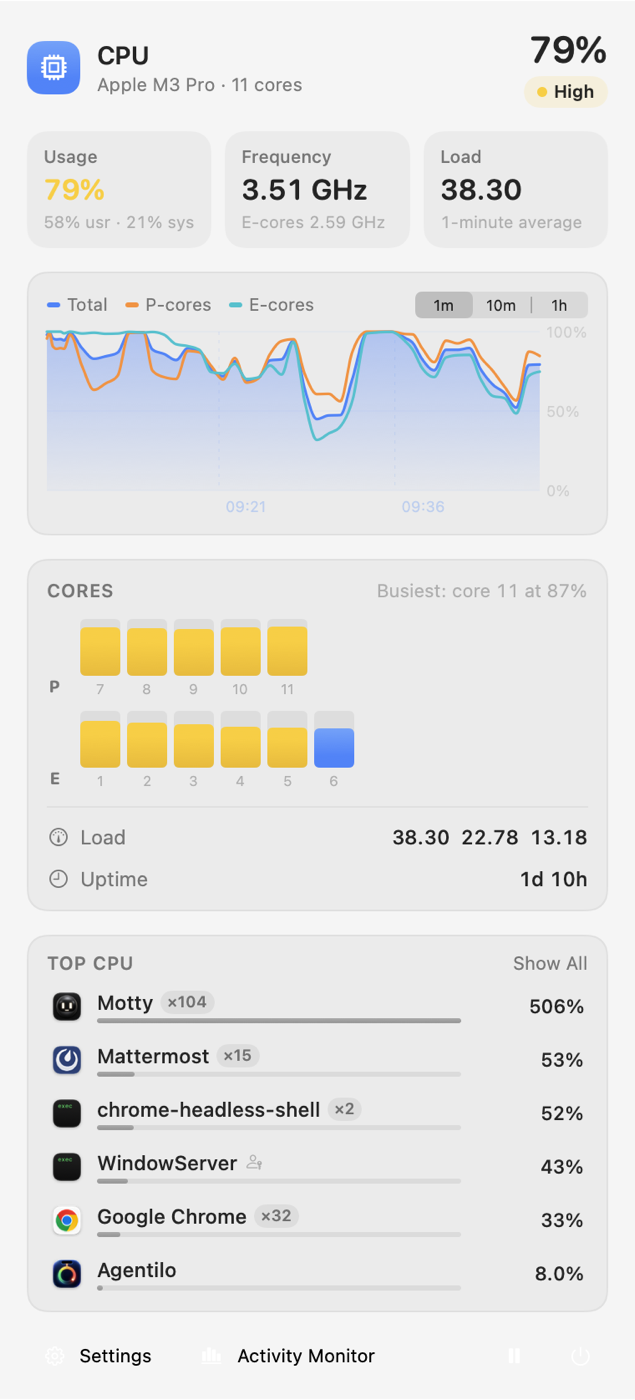 CPU
Apple M3 Pro · 11 cores
79%
High
Usage
79%
58% usr · 21% sys
Frequency
3.51 GHz
E-cores 2.59 GHz
Load
38.30
1-minute average
Total P-cores E-cores 1m 10m 1h
100%
50%
0%
09:21 09:36
CORES Busiest: core 11 at 87%
P
7 8 9 10 11
E
1 2 3 4 5 6
Load 38.30 22.78 13.18
Uptime 1d 10h
TOP CPU Show All
Motty ×104 506%
Mattermost ×15 53%
chrome-headless-shell ×2 52%
WindowServer 43%
Google Chrome ×32 33%
Agentilo 8.0%
Settings Activity Monitor